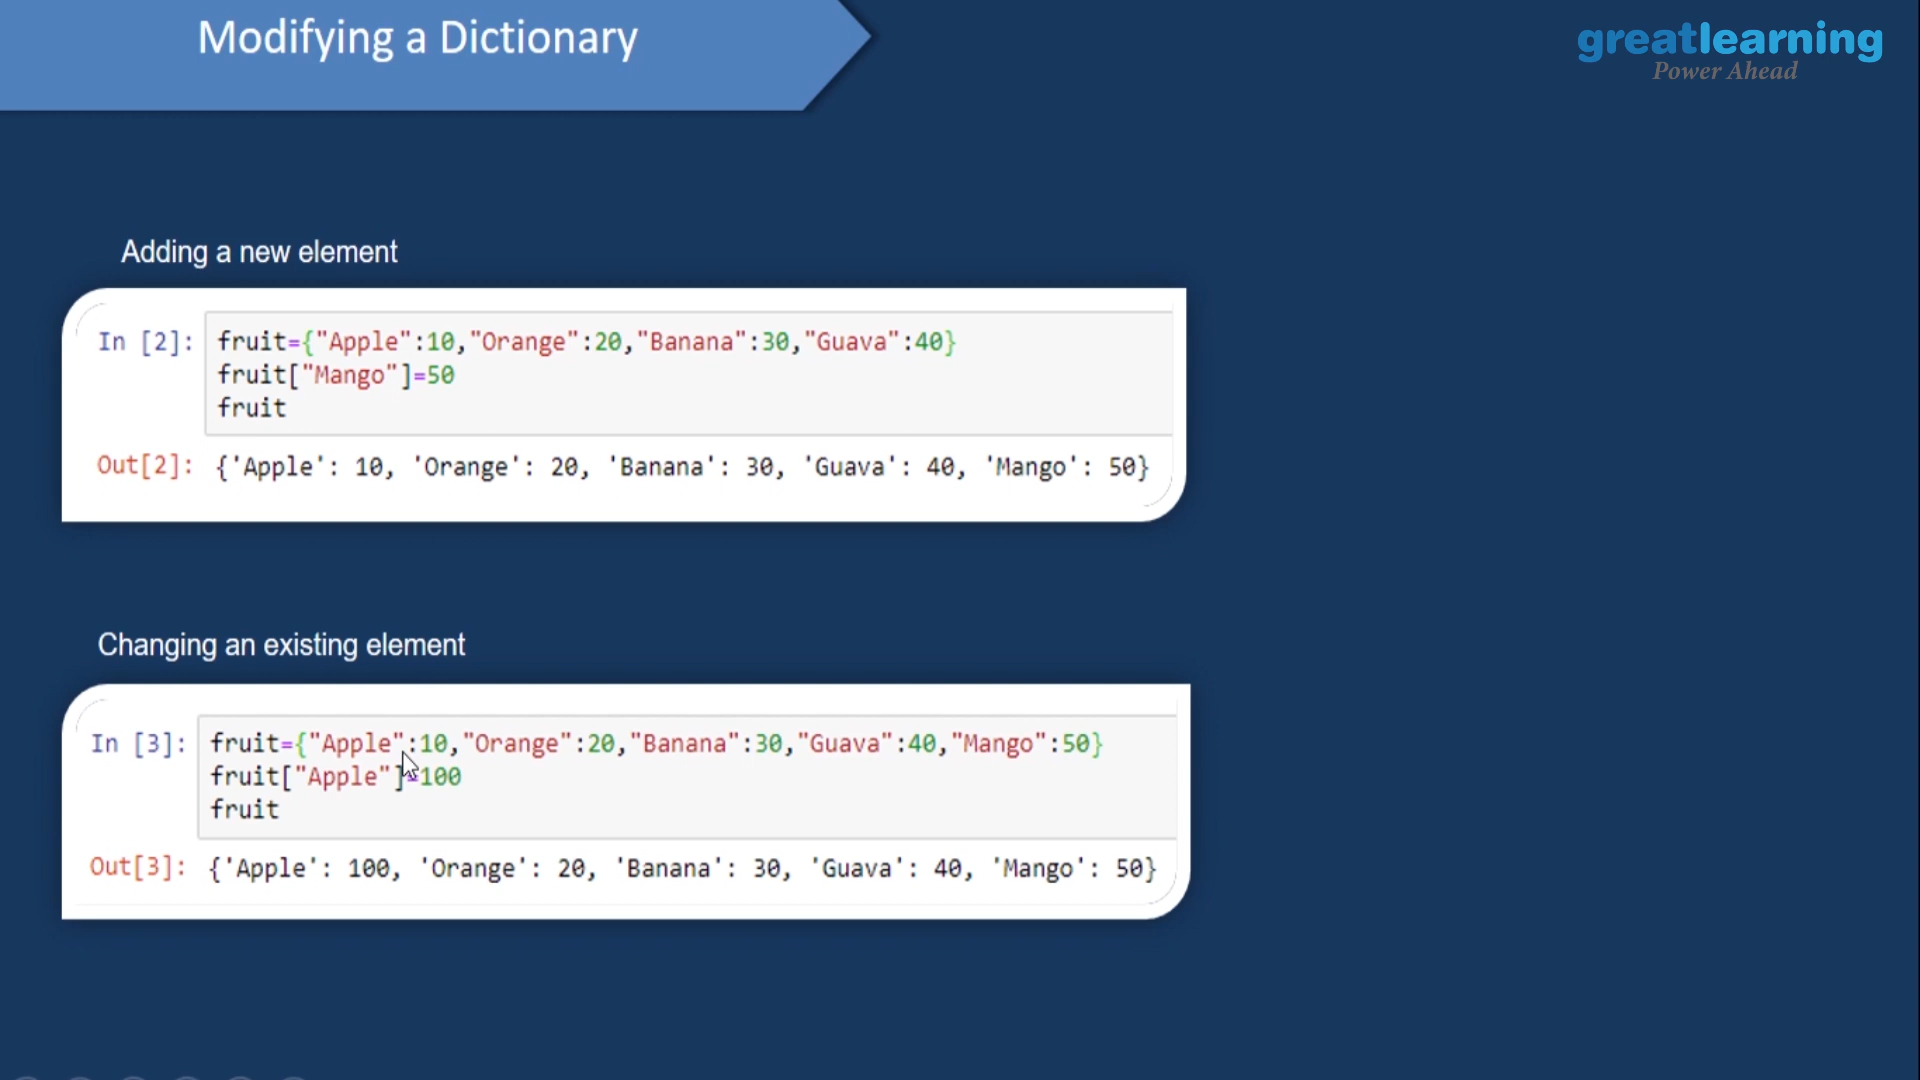 Modifying a Dictionary
greatlearning
Power Ahead
Adding a new element
In [2]: fruit={"Apple":10,"Orange":20,"Banana":30,"Guava":40}
fruit["Mango"]=50
fruit
Out[2]: {'Apple': 10, 'Orange': 20, 'Banana': 30, 'Guava': 40, 'Mango': 50}
Changing an existing element
In [3]: fruit={"Apple":10,"Orange":20,"Banana":30,"Guava":40,"Mango":50}
fruit["Apple"]=100
fruit
Out[3]: {'Apple': 100, 'Orange': 20, 'Banana': 30, 'Guava': 40, 'Mango': 50}